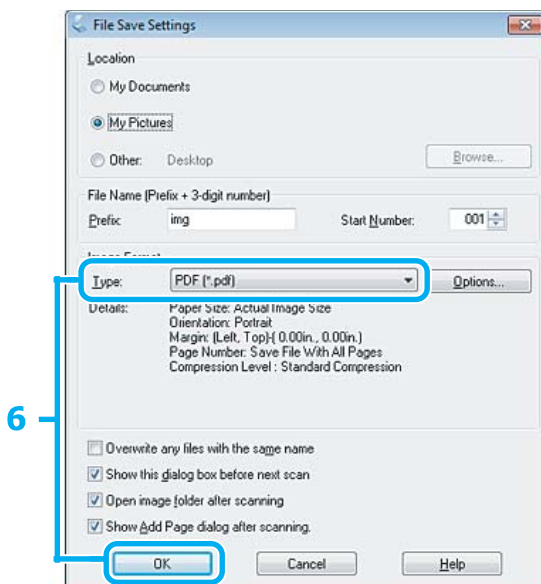 File Save Settings
Location
My Documents
My Pictures
Other: Desktop Browse...
File Name (Prefix + 3-digit number)
Prefix: img Start Number: 001
Image Format
Type: PDF (*.pdf) Options...
Details: Paper Size: Actual Image Size
Orientation: Portrait
Margin: (Left, Top)-( 0.00in., 0.00in.)
Page Number: Save File With All Pages
Compression Level : Standard Compression
6
Overwrite any files with the same name
Show this dialog box before next scan
Open image folder after scanning
Show Add Page dialog after scanning.
OK Cancel Help